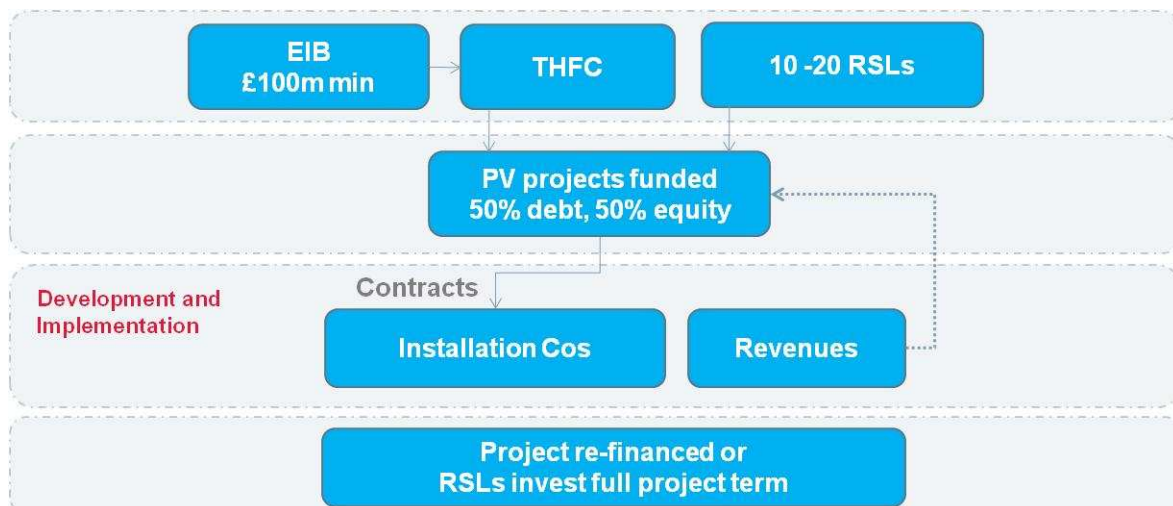 EIB
£100m min
THFC
10 -20 RSLs
PV projects funded
50% debt, 50% equity
Contracts
Development and
Implementation
Installation Cos
Revenues
Project re-financed or
RSLs invest full project term